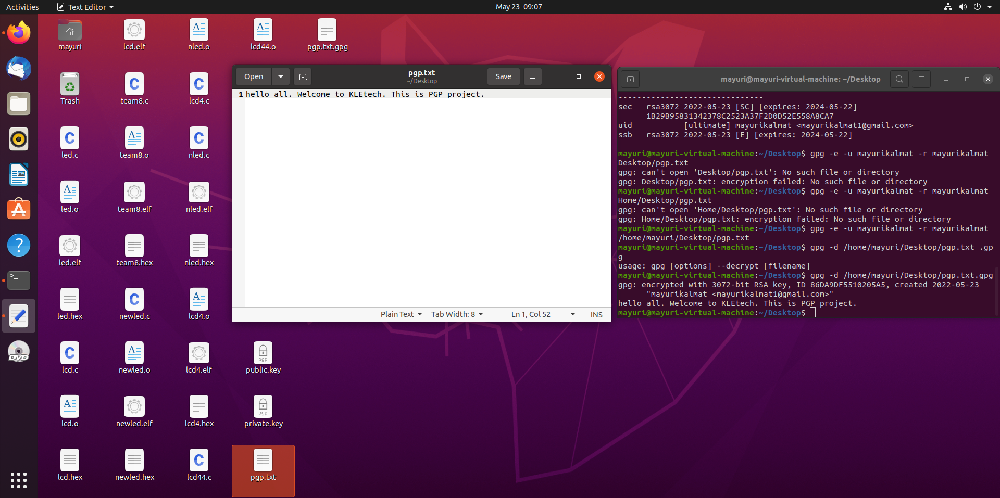 Activities
Text Editor
May 23 09:07
mayuri
lcd.elf
nled.o
lcd44.o
pgp.txt.gpg
Trash
team8.c
lcd4.c
led.c
team8.o
nled.c
led.o
team8.elf
nled.elf
led.elf
team8.hex
nled.hex
led.hex
newled.c
lcd4.o
lcd.c
newled.o
lcd4.elf
pgp
public.key
lcd.o
newled.elf
lcd4.hex
pgp
private.key
lcd.hex
newled.hex
lcd44.c
pgp.txt
DVD
Open
pgp.txt
~/Desktop
Save
1 hello all. Welcome to KLEtech. This is PGP project.
Plain Text
Tab Width: 8
Ln 1, Col 52
INS
mayuri@mayuri-virtual-machine: ~/Desktop
-------------------------------
sec   rsa3072 2022-05-23 [SC] [expires: 2024-05-22]
      1B29B95831342378C2523A37F2D0D52E558A8CA7
uid           [ultimate] mayurikalmat <mayurikalmat1@gmail.com>
ssb   rsa3072 2022-05-23 [E] [expires: 2024-05-22]
mayuri@mayuri-virtual-machine:~/Desktop$ gpg -e -u mayurikalmat -r mayurikalmat
Desktop/pgp.txt
gpg: can't open 'Desktop/pgp.txt': No such file or directory
gpg: Desktop/pgp.txt: encryption failed: No such file or directory
mayuri@mayuri-virtual-machine:~/Desktop$ gpg -e -u mayurikalmat -r mayurikalmat
Home/Desktop/pgp.txt
gpg: can't open 'Home/Desktop/pgp.txt': No such file or directory
gpg: Home/Desktop/pgp.txt: encryption failed: No such file or directory
mayuri@mayuri-virtual-machine:~/Desktop$ gpg -e -u mayurikalmat -r mayurikalmat
/home/mayuri/Desktop/pgp.txt
mayuri@mayuri-virtual-machine:~/Desktop$ gpg -d /home/mayuri/Desktop/pgp.txt .gp
g
usage: gpg [options] --decrypt [filename]
mayuri@mayuri-virtual-machine:~/Desktop$ gpg -d /home/mayuri/Desktop/pgp.txt.gpg
gpg: encrypted with 3072-bit RSA key, ID 86DA9DF5510205A5, created 2022-05-23
      "mayurikalmat <mayurikalmat1@gmail.com>"
hello all. Welcome to KLEtech. This is PGP project.
mayuri@mayuri-virtual-machine:~/Desktop$